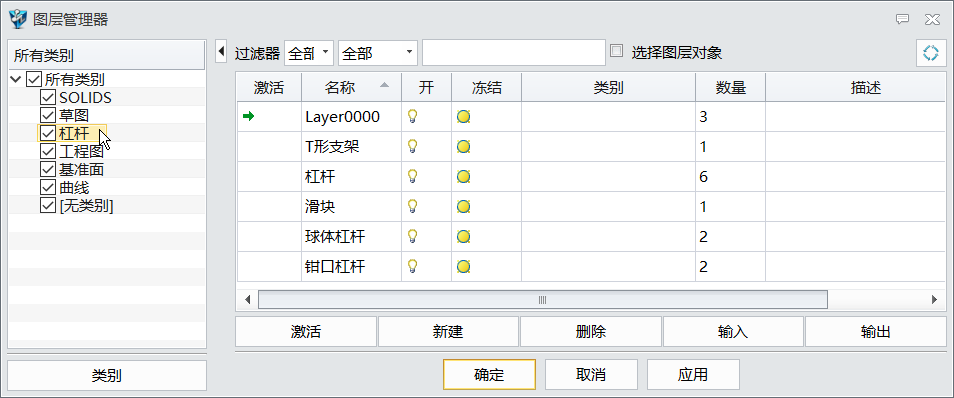 图层管理器
所有类别
所有类别
SOLIDS
草图
杠杆
工程图
基准面
曲线
[无类别]
类别
过滤器 全部 全部 选择图层对象
激活 名称 开 冻结 类别 数量 描述
Layer0000 3
T形支架 1
杠杆 6
滑块 1
球体杠杆 2
钳口杠杆 2
激活 新建 删除 输入 输出
确定 取消 应用